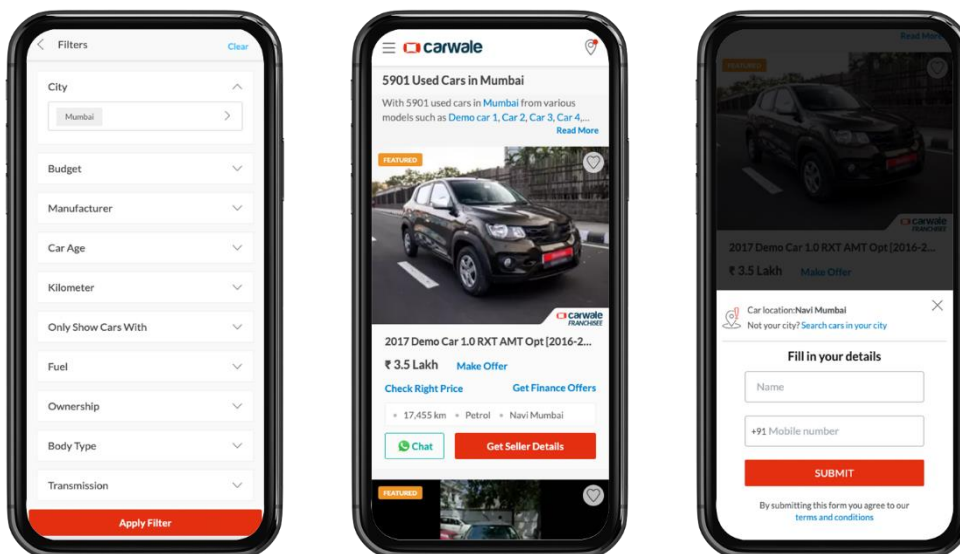 Filters
Clear
City
Mumbai
Budget
Manufacturer
Car Age
Kilometer
Only Show Cars With
Fuel
Ownership
Body Type
Transmission
Apply Filter
carwale
5901 Used Cars in Mumbai
With 5901 used cars in Mumbai from various
models such as Demo car 1, Car 2, Car 3, Car 4,...
Read More
FEATURED
carwale
FRANCHISEE
2017 Demo Car 1.0 RXT AMT Opt [2016-2...
₹ 3.5 Lakh Make Offer
Check Right Price Get Finance Offers
17,455 km Petrol Navi Mumbai
Chat Get Seller Details
FEATURED
Read More
FEATURED
carwale
FRANCHISEE
2017 Demo Car 1.0 RXT AMT Opt [2016-2...
₹ 3.5 Lakh Make Offer
Car location:Navi Mumbai
Not your city? Search cars in your city
Fill in your details
Name
+91 Mobile number
SUBMIT
By submitting this form you agree to our
terms and conditions